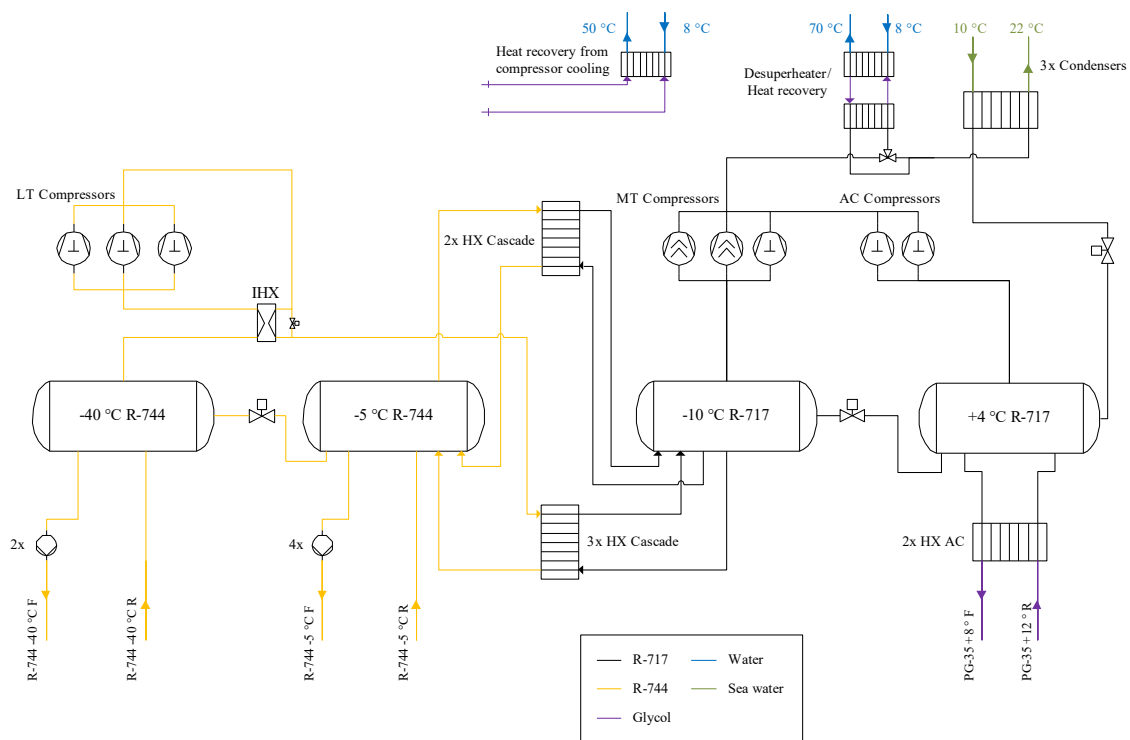 50 °C
8 °C
70 °C
8 °C
10 °C
22 °C
Heat recovery from
compressor cooling
Desuperheater/
Heat recovery
3x Condensers
LT Compressors
MT Compressors
AC Compressors
2x HX Cascade
IHX
-40 °C R-744
-5 °C R-744
-10 °C R-717
+4 °C R-717
2x
4x
3x HX Cascade
2x HX AC
R-744 -40 °C F
R-744 -40 °C R
R-744 -5 °C F
R-744 -5 °C R
PG-35 +8 ° F
PG-35 +12 ° R
R-717
Water
R-744
Sea water
Glycol